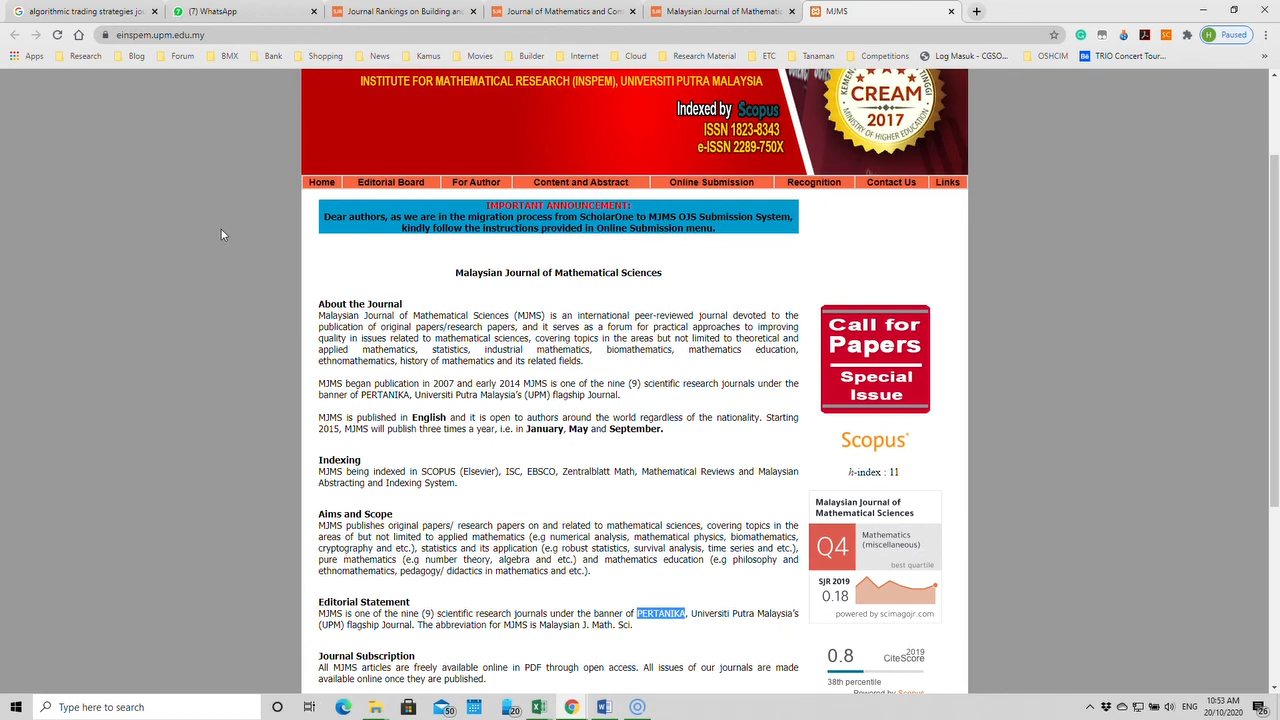 algorithmic trading strategies jou
(7) WhatsApp
Journal Rankings on Building and
Journal of Mathematics and Com
Malaysian Journal of Mathematic
MJMS
einspem.upm.edu.my
H Paused
Apps Research Blog Forum BMX Bank Shopping News Kamus Movies Builder Internet Cloud Research Material ETC Tanaman Competitions Log Masuk - CGSO... OSHCIM TRIO Concert Tour...
INSTITUTE FOR MATHEMATICAL RESEARCH (INSPEM), UNIVERSITI PUTRA MALAYSIA
Indexed by Scopus
ISSN 1823-8343
e-ISSN 2289-750X
CREAM
2017
MINISTRY OF HIGHER EDUCATION
Home Editorial Board For Author Content and Abstract Online Submission Recognition Contact Us Links
IMPORTANT ANNOUNCEMENT:
Dear authors, as we are in the migration process from ScholarOne to MJMS OJS Submission System,
kindly follow the instructions provided in Online Submission menu.
Malaysian Journal of Mathematical Sciences
About the Journal
Malaysian Journal of Mathematical Sciences (MJMS) is an international peer-reviewed journal devoted to the
publication of original papers/research papers, and it serves as a forum for practical approaches to improving
quality in issues related to mathematical sciences, covering topics in the areas but not limited to theoretical and
applied mathematics, statistics, industrial mathematics, biomathematics, mathematics education,
ethnomathematics, history of mathematics and its related fields.
MJMS began publication in 2007 and early 2014 MJMS is one of the nine (9) scientific research journals under the
banner of PERTANIKA, Universiti Putra Malaysia's (UPM) flagship Journal.
MJMS is published in English and it is open to authors around the world regardless of the nationality. Starting
2015, MJMS will publish three times a year, i.e. in January, May and September.
Indexing
MJMS being indexed in SCOPUS (Elsevier), ISC, EBSCO, Zentralblatt Math, Mathematical Reviews and Malaysian
Abstracting and Indexing System.
Aims and Scope
MJMS publishes original papers/ research papers on and related to mathematical sciences, covering topics in the
areas of but not limited to applied mathematics (e.g numerical analysis, mathematical physics, biomathematics,
cryptography and etc.), statistics and its application (e.g robust statistics, survival analysis, time series and etc.),
pure mathematics (e.g number theory, algebra and etc.) and mathematics education (e.g philosophy and
ethnomathematics, pedagogy/ didactics in mathematics and etc.).
Editorial Statement
MJMS is one of the nine (9) scientific research journals under the banner of PERTANIKA, Universiti Putra Malaysia's
(UPM) flagship Journal. The abbreviation for MJMS is Malaysian J. Math. Sci.
Journal Subscription
All MJMS articles are freely available online in PDF through open access. All issues of our journals are made
available online once they are published.
Call for
Papers
Special
Issue
Scopus
h-index : 11
Malaysian Journal of
Mathematical Sciences
Q4
Mathematics
(miscellaneous)
best quartile
SJR 2019
0.18
powered by scimagojr.com
0.8
2019
CiteScore
38th percentile
Powered by Scopus
Type here to search
50
20
ENG
10:53 AM
20/10/2020
26